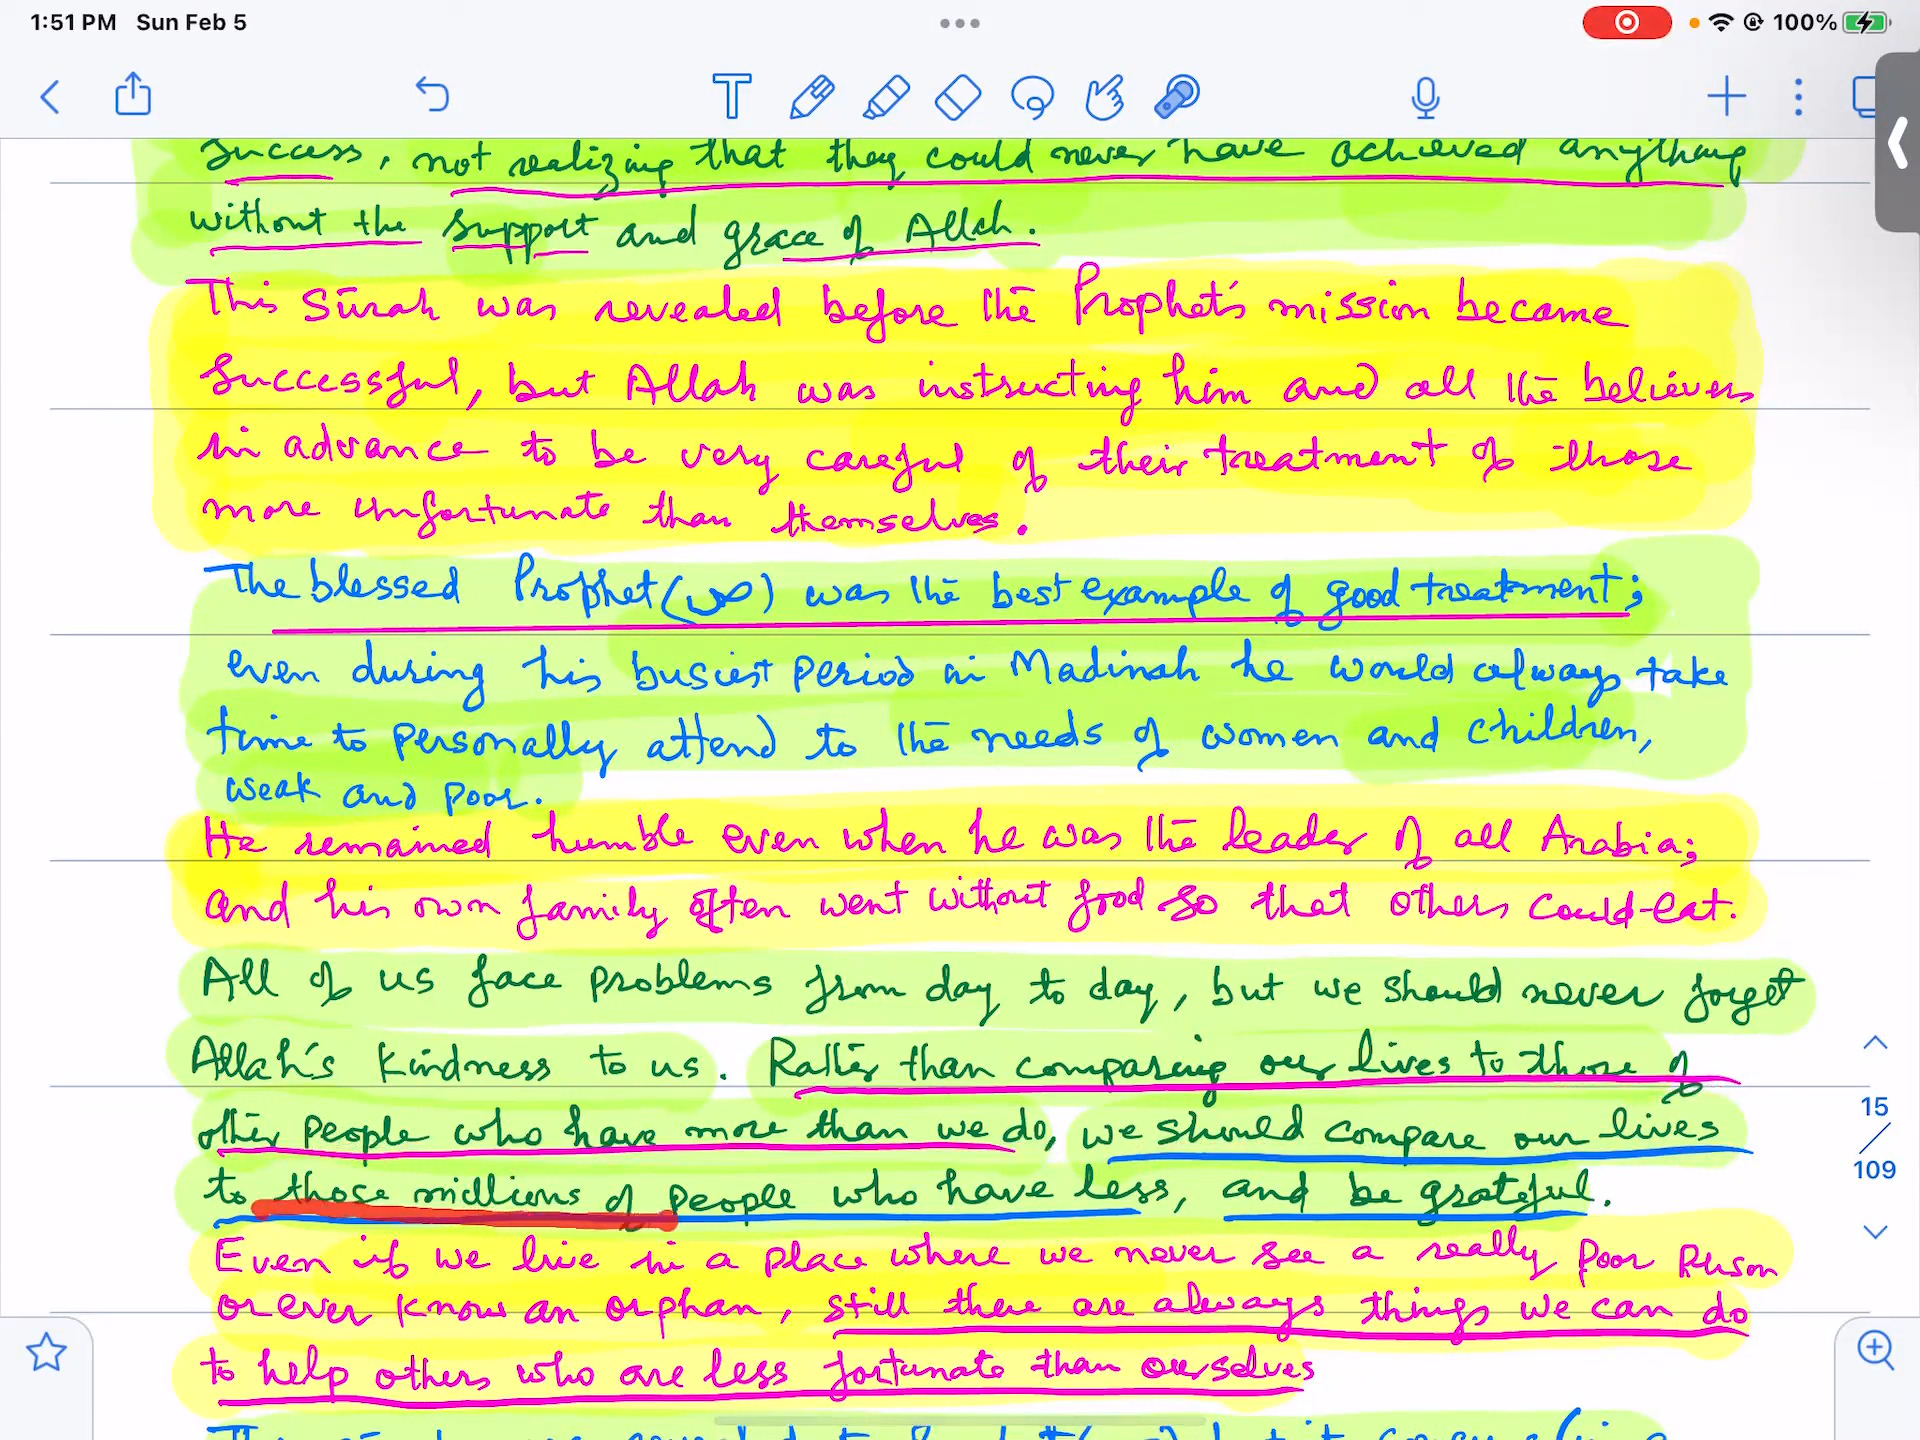 1:51 PM Sun Feb 5
100%
Success, not realizing that they could never have achieved anything
without the support and grace of Allah.
This Sūrah was revealed before the Prophet's mission became
Successful, but Allah was instructing him and all the believers
in advance to be very careful of their treatment of those
more unfortunate than themselves.
The blessed Prophet (ﷺ) was the best example of good treatment;
even during his busiest period in Madinah he would always take
time to personally attend to the needs of women and children,
weak and poor.
He remained humble even when he was the leader of all Arabia;
and his own family often went without food so that others could eat.
All of us face problems from day to day, but we should never forget
Allah's kindness to us. Rather than comparing our lives to those of
other people who have more than we do, we should compare our lives
to those millions of people who have less, and be grateful.
Even if we live in a place where we never see a really poor person
or ever know an orphan, still there are always things we can do
to help others who are less fortunate than ourselves
15
/
109